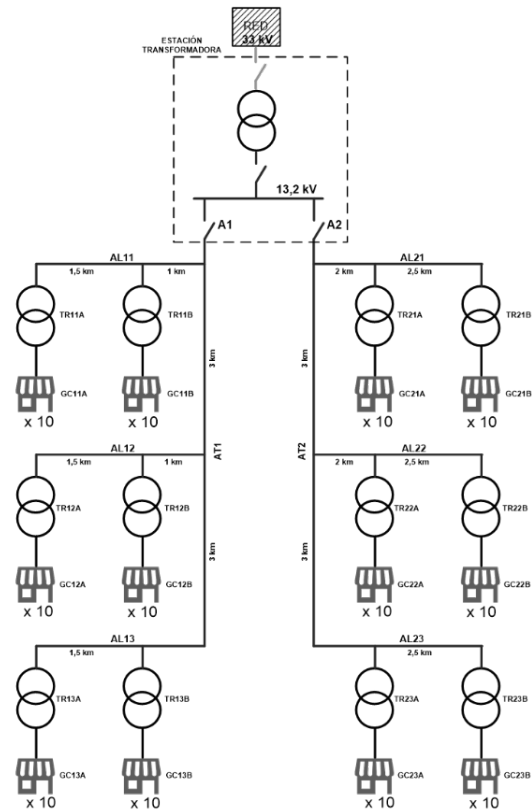 RED
33 kV
ESTACIÓN
TRANSFORMADORA
13,2 kV
A1 A2
AL11 AL21
1,5 km 1 km 2 km 2,5 km
TR11A TR11B TR21A TR21B
3 km 3 km
GC11A GC11B GC21A GC21B
x 10 x 10 x 10 x 10
AL12 AT1 AT2 AL22
1,5 km 1 km 2 km 2,5 km
TR12A TR12B TR22A TR22B
3 km 3 km
GC12A GC12B GC22A GC22B
x 10 x 10 x 10 x 10
AL13 AL23
1,5 km 2,5 km
TR13A TR13B TR23A TR23B
GC13A GC13B GC23A GC23B
x 10 x 10 x 10 x 10